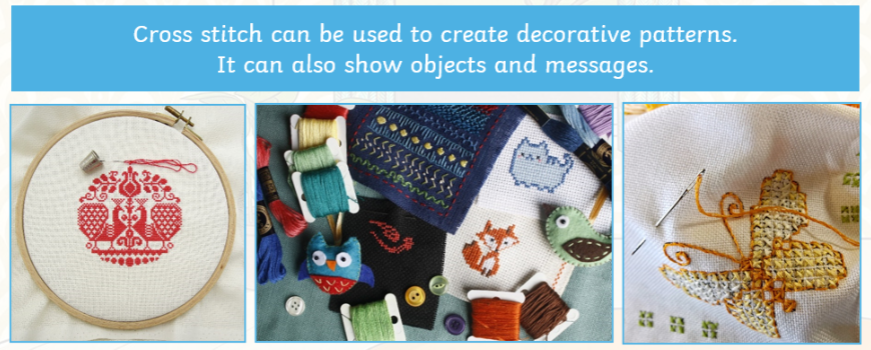 Cross stitch can be used to create decorative patterns.
It can also show objects and messages.